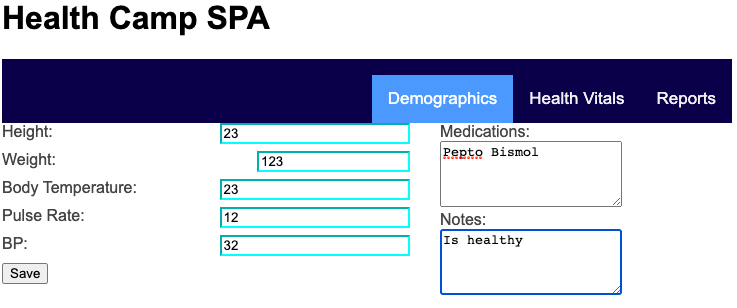 Health Camp SPA
Demographics Health Vitals Reports
Height: 23
Weight: 123
Body Temperature: 23
Pulse Rate: 12
BP: 32
Save
Medications:
Pepto Bismol
Notes:
Is healthy